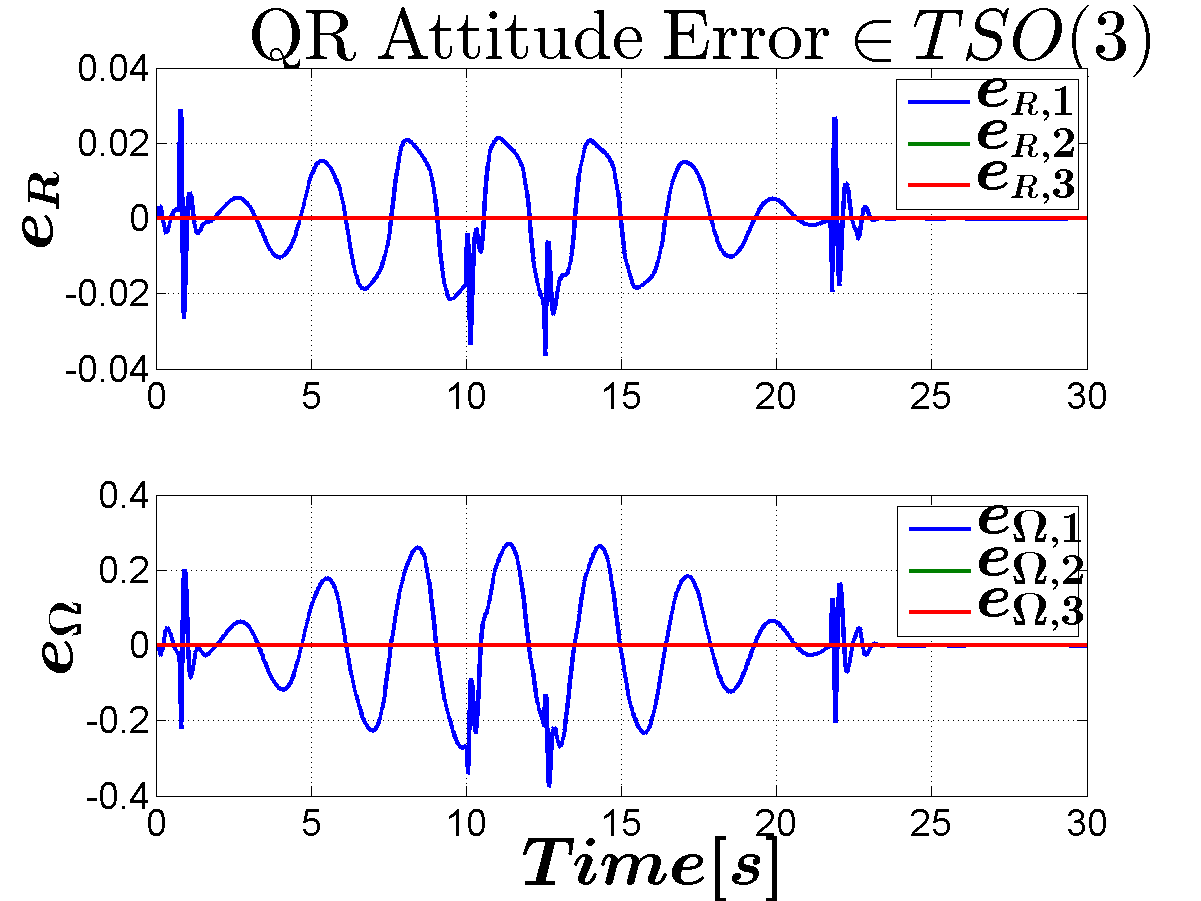 QR Attitude Error ∈ TSO(3)
0.04
0.02
0
-0.02
-0.04
e_R
e_{R,1}
e_{R,2}
e_{R,3}
0 5 10 15 20 25 30
0.4
0.2
0
-0.2
-0.4
e_Ω
e_{Ω,1}
e_{Ω,2}
e_{Ω,3}
0 5 10 15 20 25 30
Time[s]